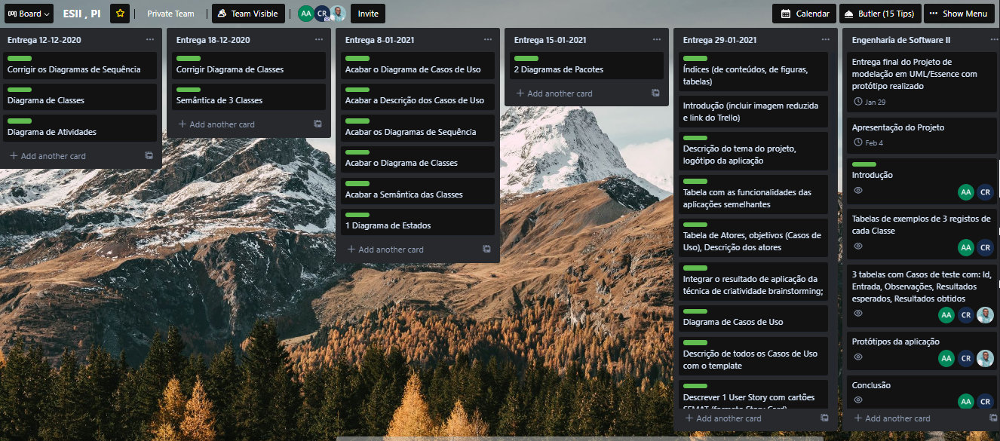 Board
ESII , PI
Private Team
Team Visible
AA
CR
Invite
Calendar
Butler (15 Tips)
Show Menu
Entrega 12-12-2020
Corrigir os Diagramas de Sequência
Diagrama de Classes
Diagrama de Atividades
+ Add another card
Entrega 18-12-2020
Corrigir Diagrama de Classes
Semântica de 3 Classes
+ Add another card
Entrega 8-01-2021
Acabar o Diagrama de Casos de Uso
Acabar a Descrição dos Casos de Uso
Acabar os Diagramas de Sequência
Acabar o Diagrama de Classes
Acabar a Semântica das Classes
1 Diagrama de Estados
+ Add another card
Entrega 15-01-2021
2 Diagramas de Pacotes
+ Add another card
Entrega 29-01-2021
Índices (de conteúdos, de figuras,
tabelas)
Introdução (incluir imagem reduzida
e link do Trello)
Descrição do tema do projeto,
logótipo da aplicação
Tabela com as funcionalidades das
aplicações semelhantes
Tabela de Atores, objetivos (Casos de
Uso), Descrição dos atores
Integrar o resultado de aplicação da
técnica de criatividade brainstorming;
Diagrama de Casos de Uso
Descrição de todos os Casos de Uso
com o template
Descrever 1 User Story com cartões
SEMAT (formato Story Card)
+ Add another card
Engenharia de Software II
Entrega final do Projeto de
modelação em UML/Essence com
protótipo realizado
Jan 29
Apresentação do Projeto
Feb 4
Introdução
AA CR
Tabelas de exemplos de 3 registos de
cada Classe
AA CR
3 tabelas com Casos de teste com: Id,
Entrada, Observações, Resultados
esperados, Resultados obtidos
AA CR
Protótipos da aplicação
AA CR
Conclusão
AA CR
+ Add another card